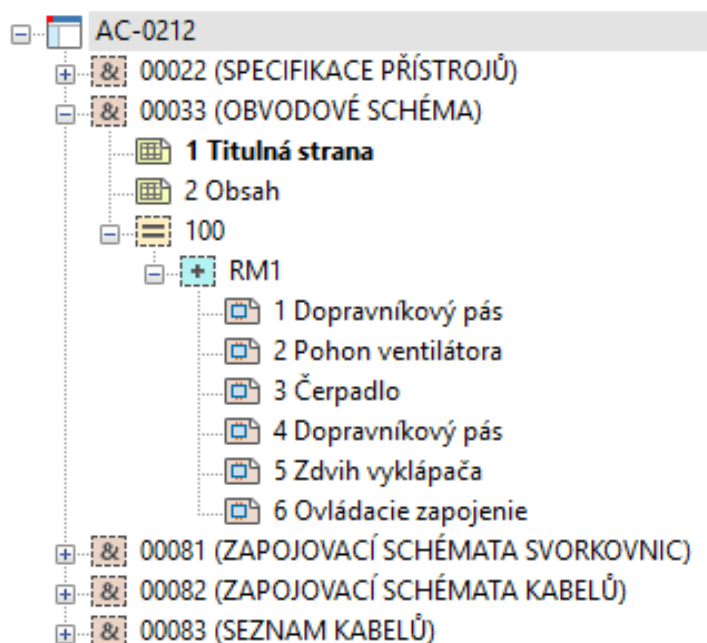 AC-0212
& 00022 (SPECIFIKACE PŘÍSTROJŮ)
& 00033 (OBVODOVÉ SCHÉMA)
1 Titulná strana
2 Obsah
= 100
+ RM1
1 Dopravníkový pás
2 Pohon ventilátora
3 Čerpadlo
4 Dopravníkový pás
5 Zdvih vyklápača
6 Ovládacie zapojenie
& 00081 (ZAPOJOVACÍ SCHÉMATA SVORKOVNIC)
& 00082 (ZAPOJOVACÍ SCHÉMATA KABELŮ)
& 00083 (SEZNAM KABELŮ)